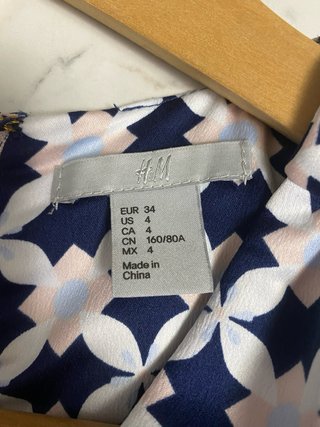 H&M
EUR 34
US 4
CA 4
CN 160/80A
MX 4
Made in
China